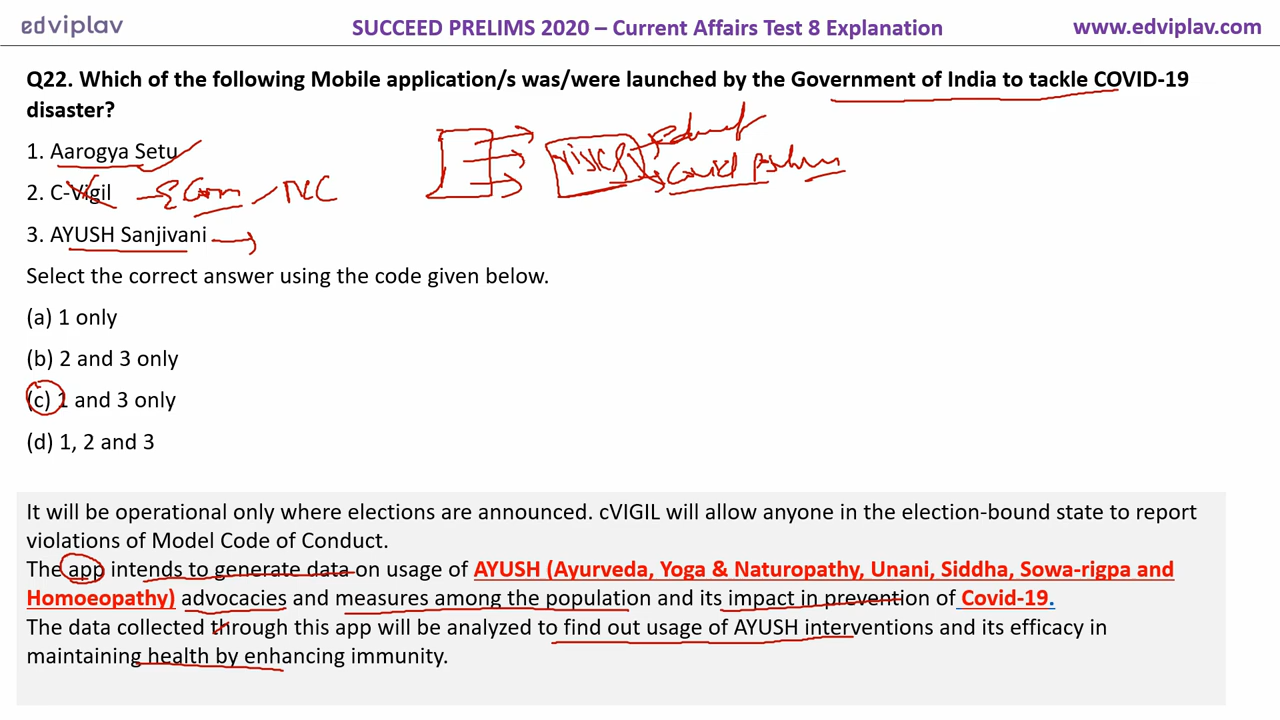 edviplav
SUCCEED PRELIMS 2020 – Current Affairs Test 8 Explanation
www.edviplav.com
Q22. Which of the following Mobile application/s was/were launched by the Government of India to tackle COVID-19
disaster?
1. Aarogya Setu
2. C-Vigil
3. AYUSH Sanjivani
Select the correct answer using the code given below.
(a) 1 only
(b) 2 and 3 only
(c) 1 and 3 only
(d) 1, 2 and 3
It will be operational only where elections are announced. cVIGIL will allow anyone in the election-bound state to report
violations of Model Code of Conduct.
The app intends to generate data on usage of AYUSH (Ayurveda, Yoga & Naturopathy, Unani, Siddha, Sowa-rigpa and
Homoeopathy) advocacies and measures among the population and its impact in prevention of Covid-19.
The data collected through this app will be analyzed to find out usage of AYUSH interventions and its efficacy in
maintaining health by enhancing immunity.